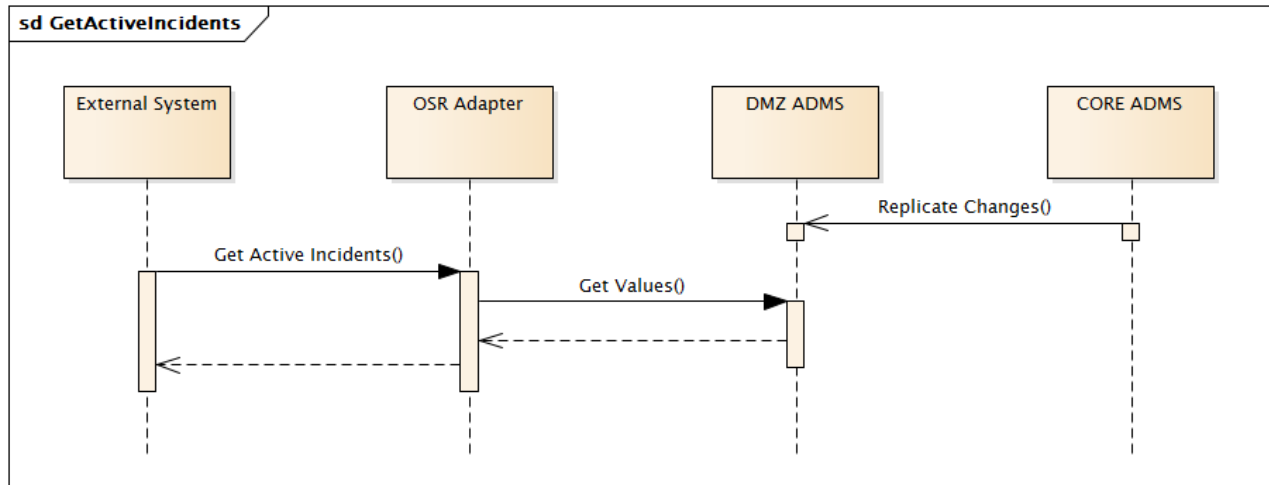 sd GetActiveIncidents
External System
OSR Adapter
DMZ ADMS
CORE ADMS
Replicate Changes()
Get Active Incidents()
Get Values()